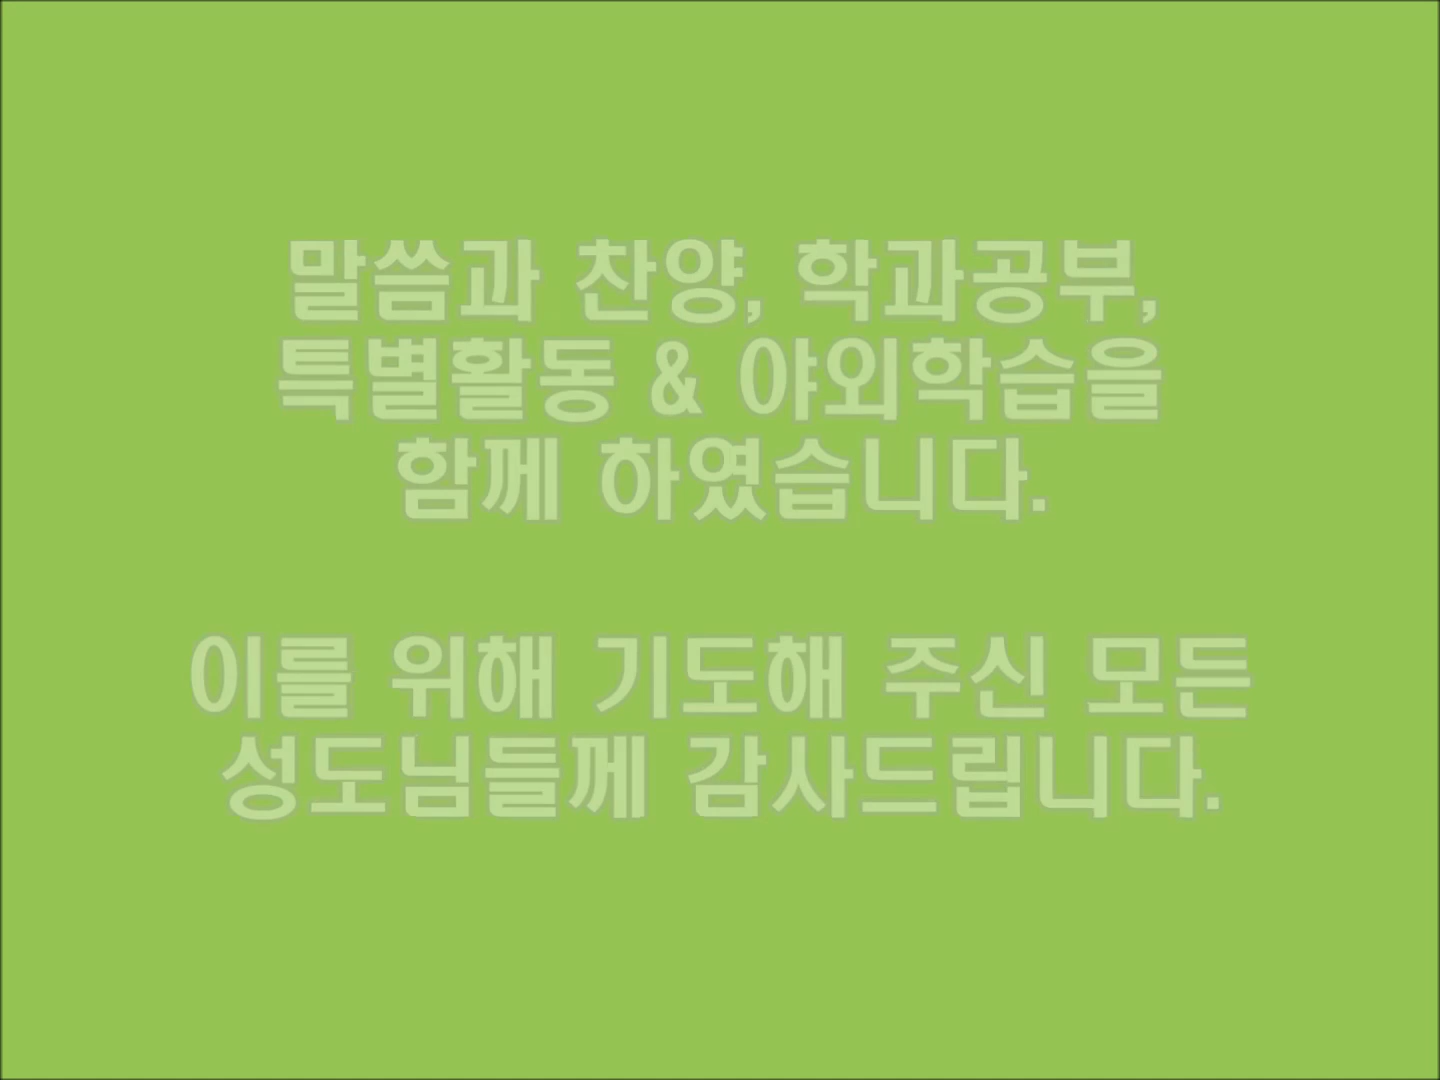 말씀과 찬양, 학과공부,
특별활동 & 야외학습을
함께 하였습니다.
이를 위해 기도해 주신 모든
성도님들께 감사드립니다.